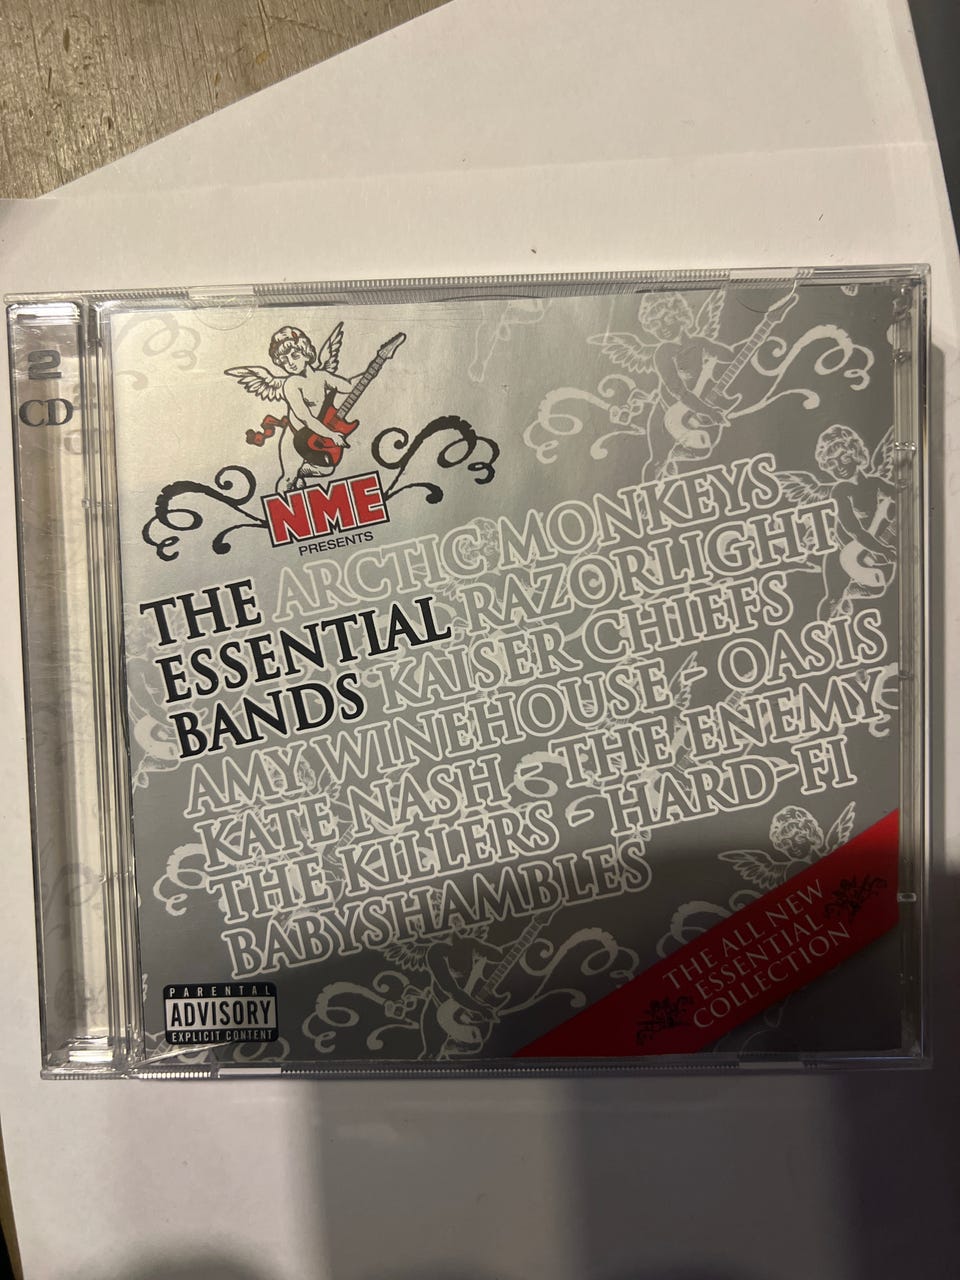 2
CD
NME
PRESENTS
THE ARCTIC MONKEYS
ESSENTIAL RAZORLIGHT
BANDS KAISER CHIEFS
AMY WINEHOUSE - OASIS
KATE NASH - THE ENEMY
THE KILLERS - HARD-FI
BABYSHAMBLES
THE ALL NEW
ESSENTIAL
COLLECTION
PARENTAL
ADVISORY
EXPLICIT CONTENT